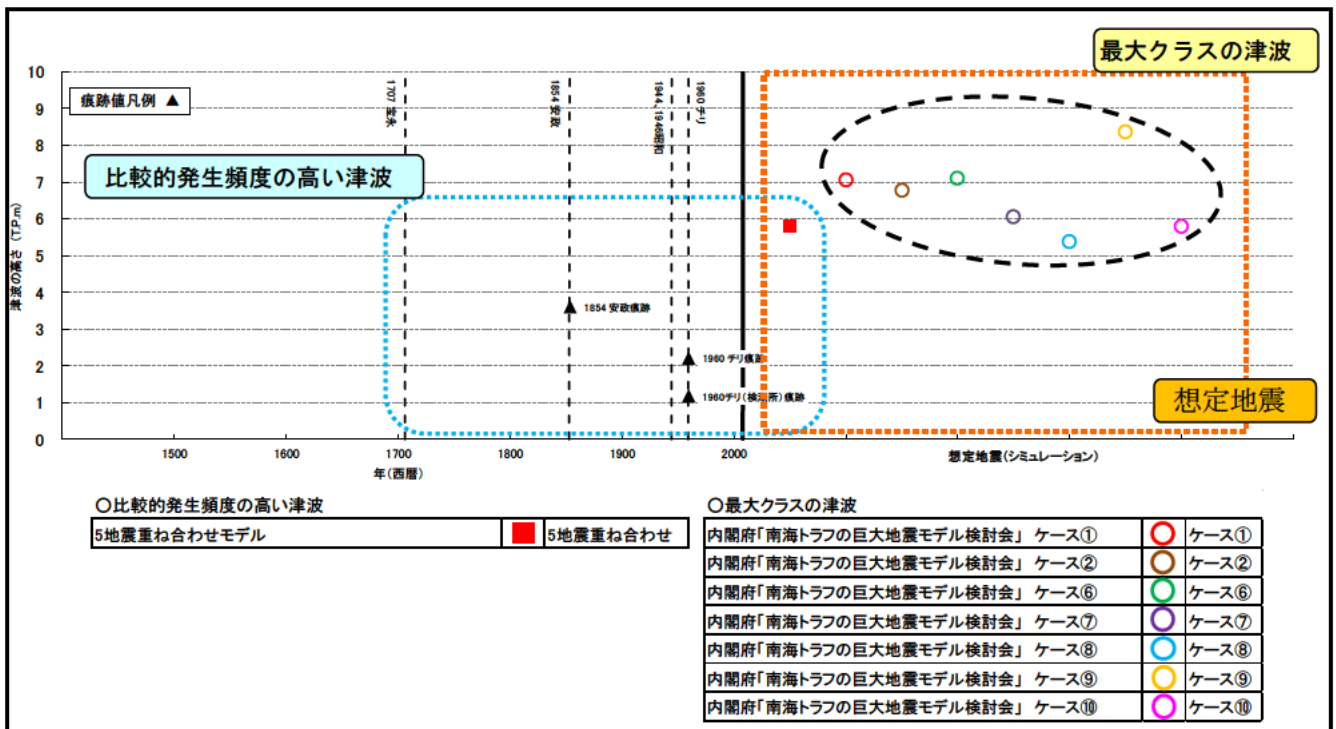 最大クラスの津波
10
9
8
7
6
5
4
3
2
1
0
津波の高さ (T.P.m)
痕跡値凡例 ▲
1707 宝永
1854 安政
1944、1946昭和
1960 チリ
比較的発生頻度の高い津波
1854 安政痕跡
1960 チリ痕跡
1960チリ(検潮所)痕跡
想定地震
1500
1600
1700
1800
1900
2000
想定地震(シミュレーション)
年(西暦)
○比較的発生頻度の高い津波
5地震重ね合わせモデル 5地震重ね合わせ
○最大クラスの津波
内閣府「南海トラフの巨大地震モデル検討会」 ケース① ケース①
内閣府「南海トラフの巨大地震モデル検討会」 ケース② ケース②
内閣府「南海トラフの巨大地震モデル検討会」 ケース⑥ ケース⑥
内閣府「南海トラフの巨大地震モデル検討会」 ケース⑦ ケース⑦
内閣府「南海トラフの巨大地震モデル検討会」 ケース⑧ ケース⑧
内閣府「南海トラフの巨大地震モデル検討会」 ケース⑨ ケース⑨
内閣府「南海トラフの巨大地震モデル検討会」 ケース⑩ ケース⑩